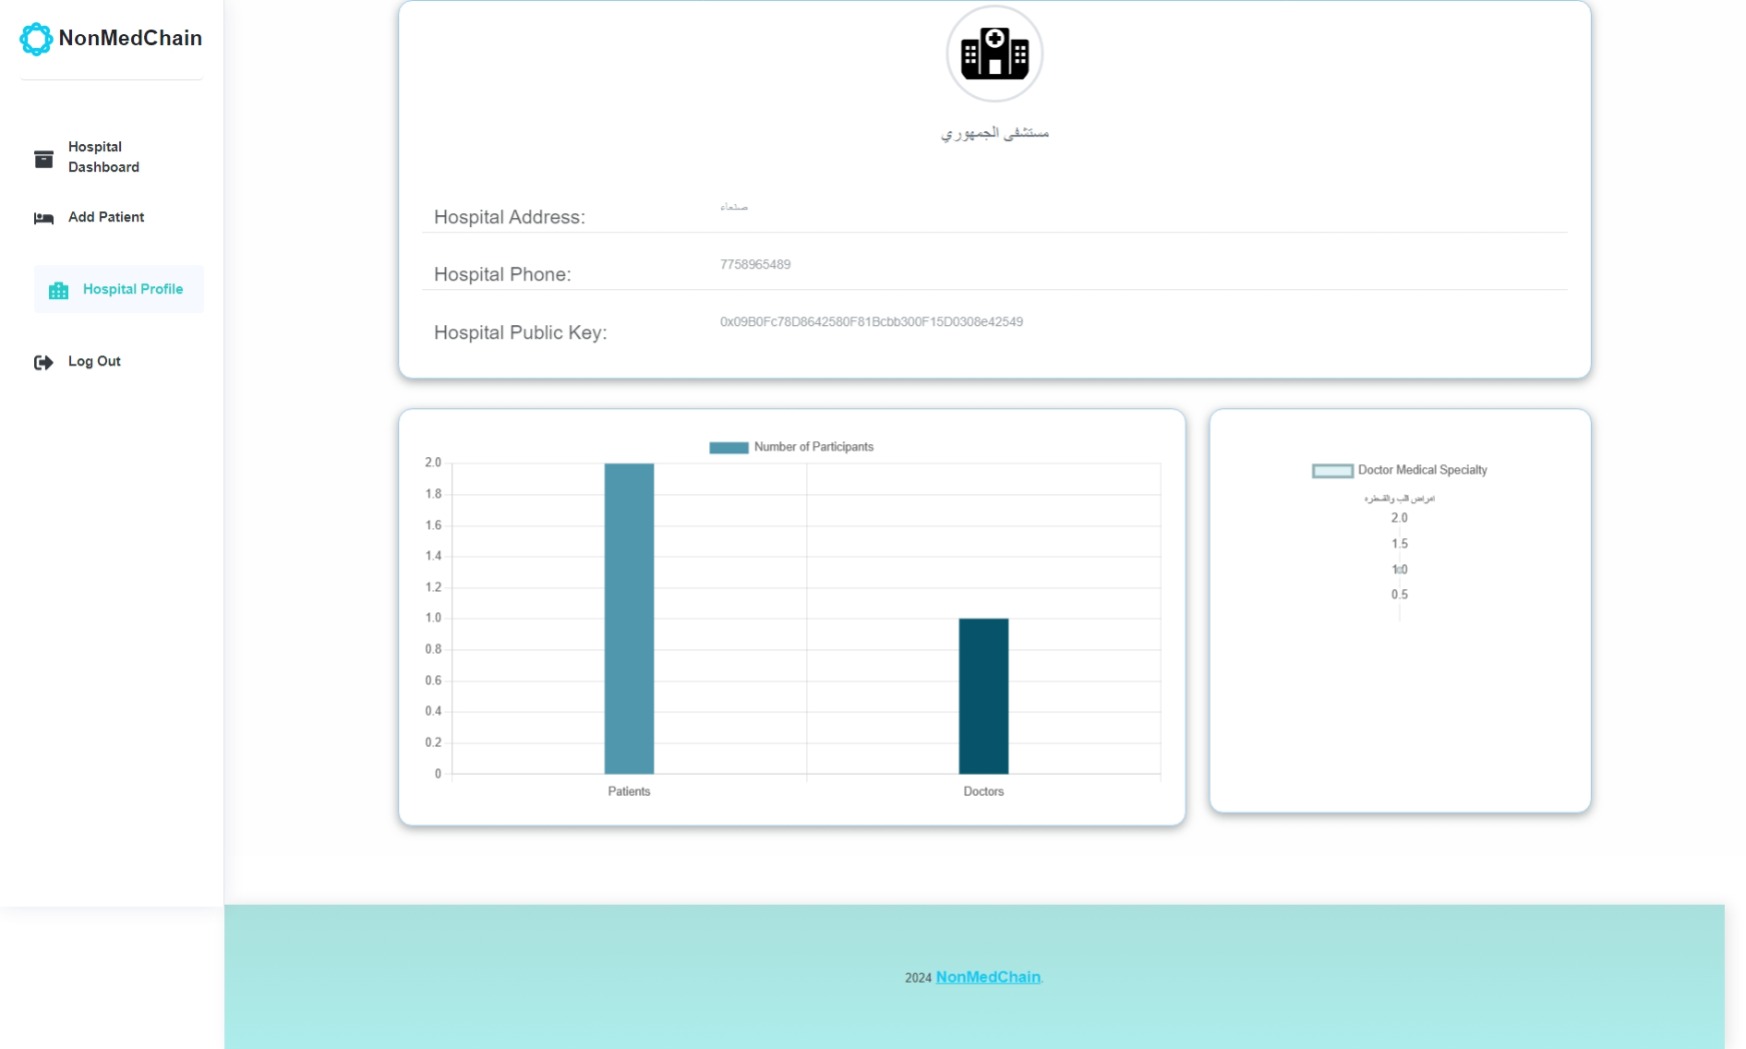 NonMedChain
Hospital
Dashboard
Add Patient
Hospital Profile
Log Out
مستشفى الجمهوري
Hospital Address:
صنعاء
Hospital Phone:
7758965489
Hospital Public Key:
0x09B0Fc78D8642580F81Bcbb300F15D0308e42549
Number of Participants
2.0
1.8
1.6
1.4
1.2
1.0
0.8
0.6
0.4
0.2
0
Patients
Doctors
Doctor Medical Specialty
امراض
2.0
1.5
1.0
0.5
2024 NonMedChain.